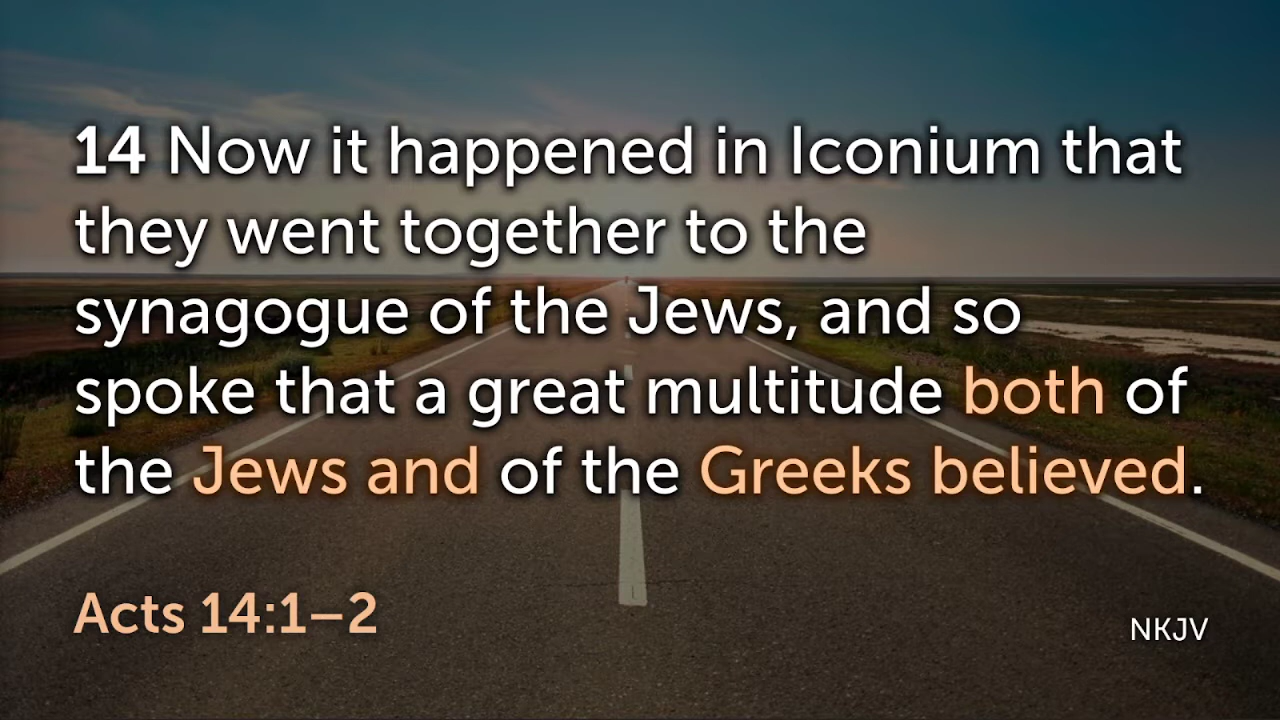 14 Now it happened in Iconium that
they went together to the
synagogue of the Jews, and so
spoke that a great multitude both of
the Jews and of the Greeks believed.
Acts 14:1–2
NKJV